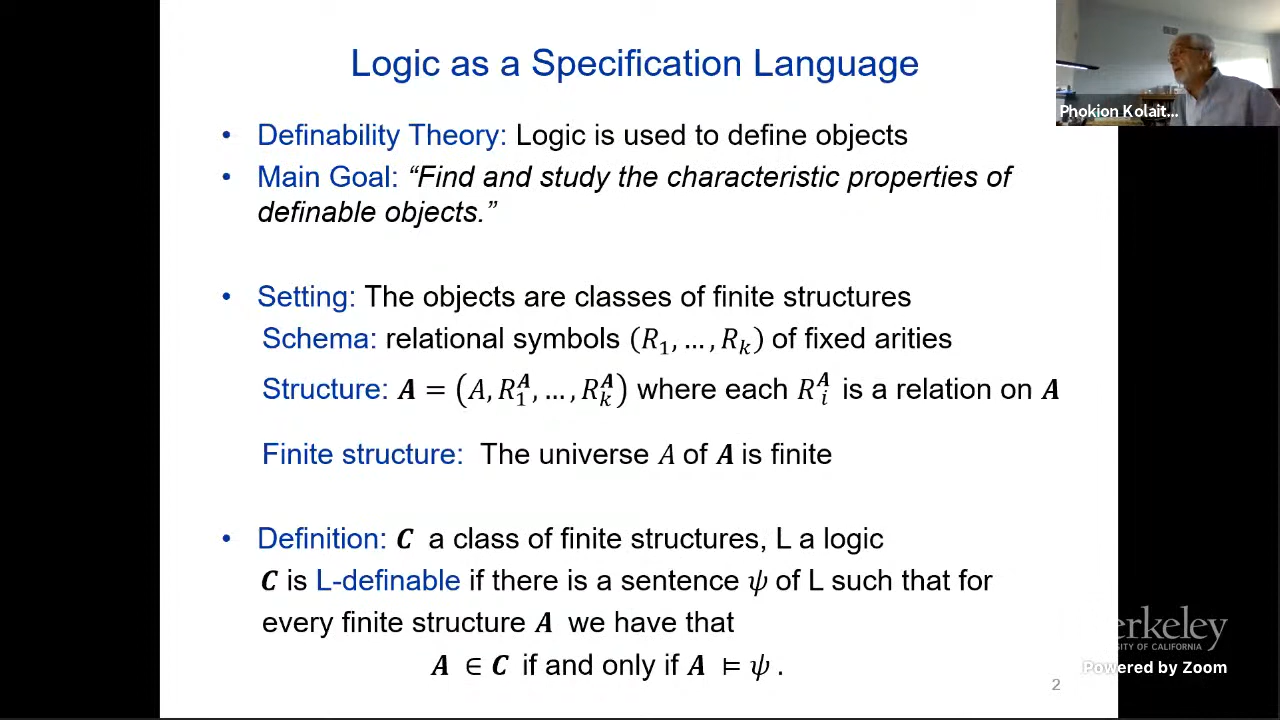 Logic as a Specification Language
Phokion Kolait...
• Definability Theory: Logic is used to define objects
• Main Goal: “Find and study the characteristic properties of
definable objects.”
• Setting: The objects are classes of finite structures
Schema: relational symbols (R₁, … , Rₖ) of fixed arities
Structure: 𝑨 = (A, R₁ᴬ, … , Rₖᴬ) where each Rᵢᴬ is a relation on 𝑨
Finite structure: The universe A of 𝑨 is finite
• Definition: 𝑪 a class of finite structures, L a logic
𝑪 is L-definable if there is a sentence ψ of L such that for
every finite structure 𝑨 we have that
𝑨 ∈ 𝑪 if and only if 𝑨 ⊨ ψ .
erkeley
SITY OF CALIFORNIA
Powered by Zoom
2